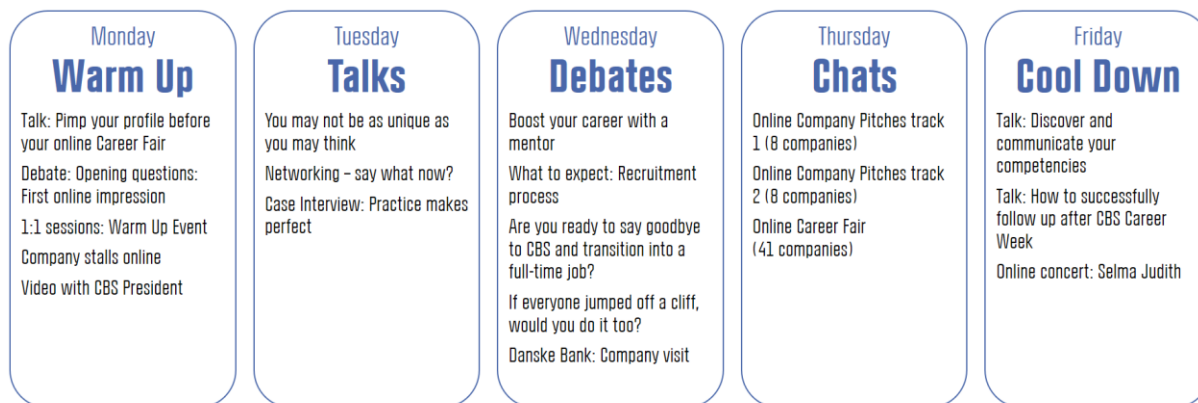 Monday
Warm Up
Talk: Pimp your profile before
your online Career Fair
Debate: Opening questions:
First online impression
1:1 sessions: Warm Up Event
Company stalls online
Video with CBS President
Tuesday
Talks
You may not be as unique as
you may think
Networking – say what now?
Case Interview: Practice makes
perfect
Wednesday
Debates
Boost your career with a
mentor
What to expect: Recruitment
process
Are you ready to say goodbye
to CBS and transition into a
full-time job?
If everyone jumped off a cliff,
would you do it too?
Danske Bank: Company visit
Thursday
Chats
Online Company Pitches track
1 (8 companies)
Online Company Pitches track
2 (8 companies)
Online Career Fair
(41 companies)
Friday
Cool Down
Talk: Discover and
communicate your
competencies
Talk: How to successfully
follow up after CBS Career
Week
Online concert: Selma Judith